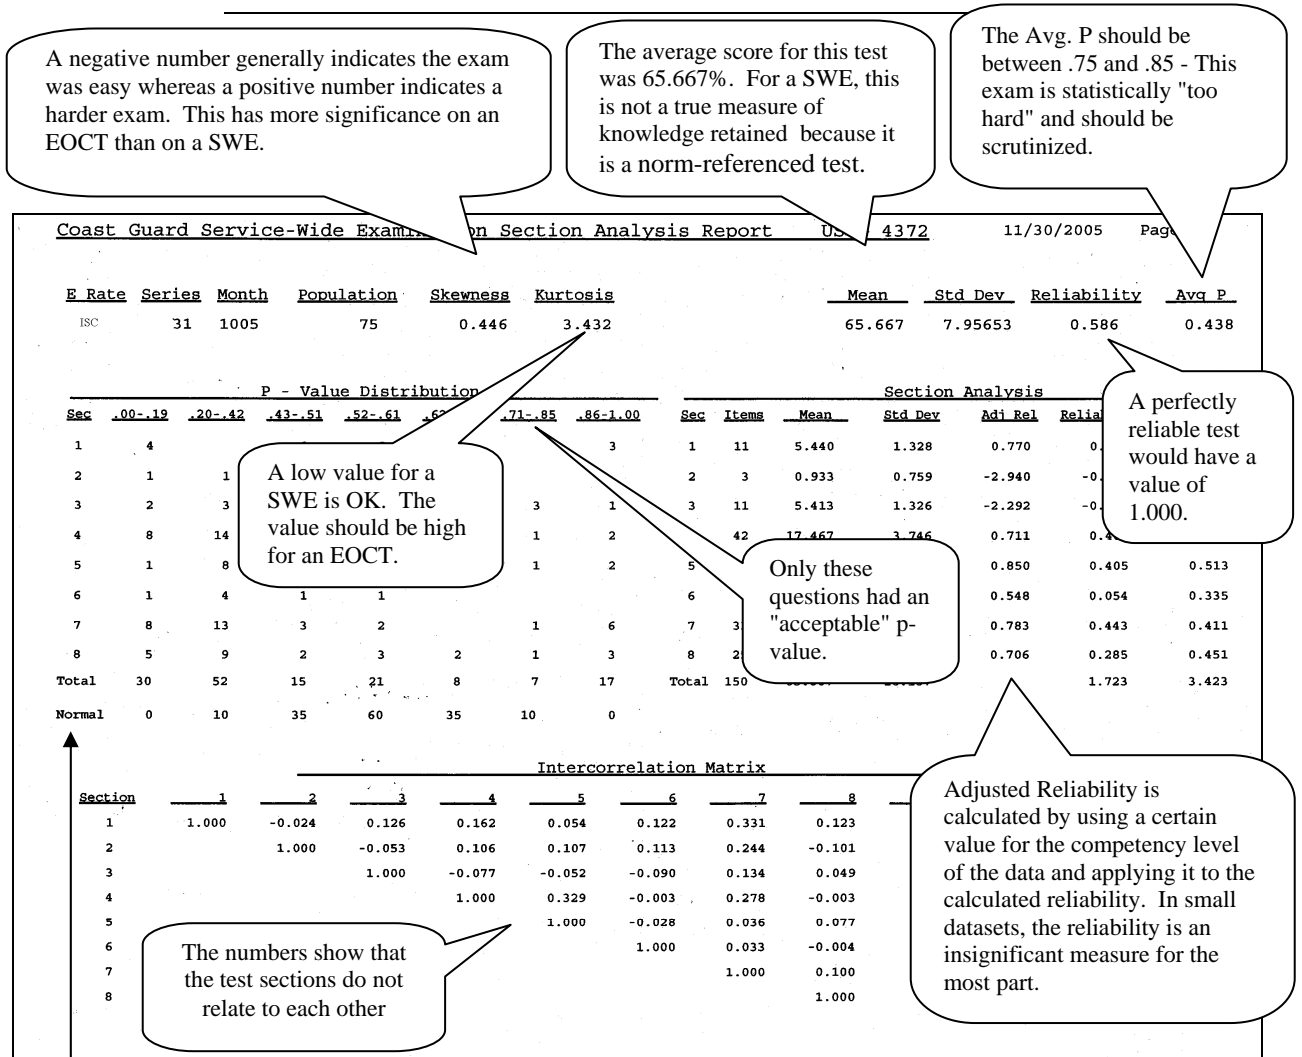 A negative number generally indicates the exam
was easy whereas a positive number indicates a
harder exam.  This has more significance on an
EOCT than on a SWE.
The average score for this test
was 65.667%.  For a SWE, this
is not a true measure of
knowledge retained  because it
is a norm-referenced test.
The Avg. P should be
between .75 and .85 - This
exam is statistically "too
hard" and should be
scrutinized.
Coast Guard Service-Wide on Section Analysis Report 4372 11/30/2005
E Rate Series Month Population Skewness Kurtosis Mean Std Dev Reliability Avg P
ISC 31 1005 75 0.446 3.432 65.667 7.95653 0.586 0.438
P - Value Distribution
Section Analysis
Sec .00-.19 .20-.42 .43-.51 .52-.61 .71-.85 .86-1.00 Sec Items Mean Std Dev Adj Rel
1 4 3 1 11 5.440 1.328 0.770
2 1 1 2 3 0.933 0.759 -2.940
3 2 3 3 1 3 11 5.413 1.326 -2.292
4 8 14 1 2 42 17.467 3.746 0.711
5 1 8 1 2 5 0.850 0.405 0.513
6 1 4 1 1 6 0.548 0.054 0.335
7 8 13 3 2 1 6 7 0.783 0.443 0.411
8 5 9 2 3 2 1 3 8 0.706 0.285 0.451
Total 30 52 15 21 8 7 17 Total 150 1.723 3.423
Normal 0 10 35 60 35 10 0
A low value for a
SWE is OK.  The
value should be high
for an EOCT.
Only these
questions had an
"acceptable" p-
value.
A perfectly
reliable test
would have a
value of
1.000.
Intercorrelation Matrix
Section 1 2 3 4 5 6 7 8
1 1.000 -0.024 0.126 0.162 0.054 0.122 0.331 0.123
2 1.000 -0.053 0.106 0.107 0.113 0.244 -0.101
3 1.000 -0.077 -0.052 -0.090 0.134 0.049
4 1.000 0.329 -0.003 0.278 -0.003
5 1.000 -0.028 0.036 0.077
6 1.000 0.033 -0.004
7 1.000 0.100
8 1.000
The numbers show that
the test sections do not
relate to each other
Adjusted Reliability is
calculated by using a certain
value for the competency level
of the data and applying it to the
calculated reliability.  In small
datasets, the reliability is an
insignificant measure for the
most part.